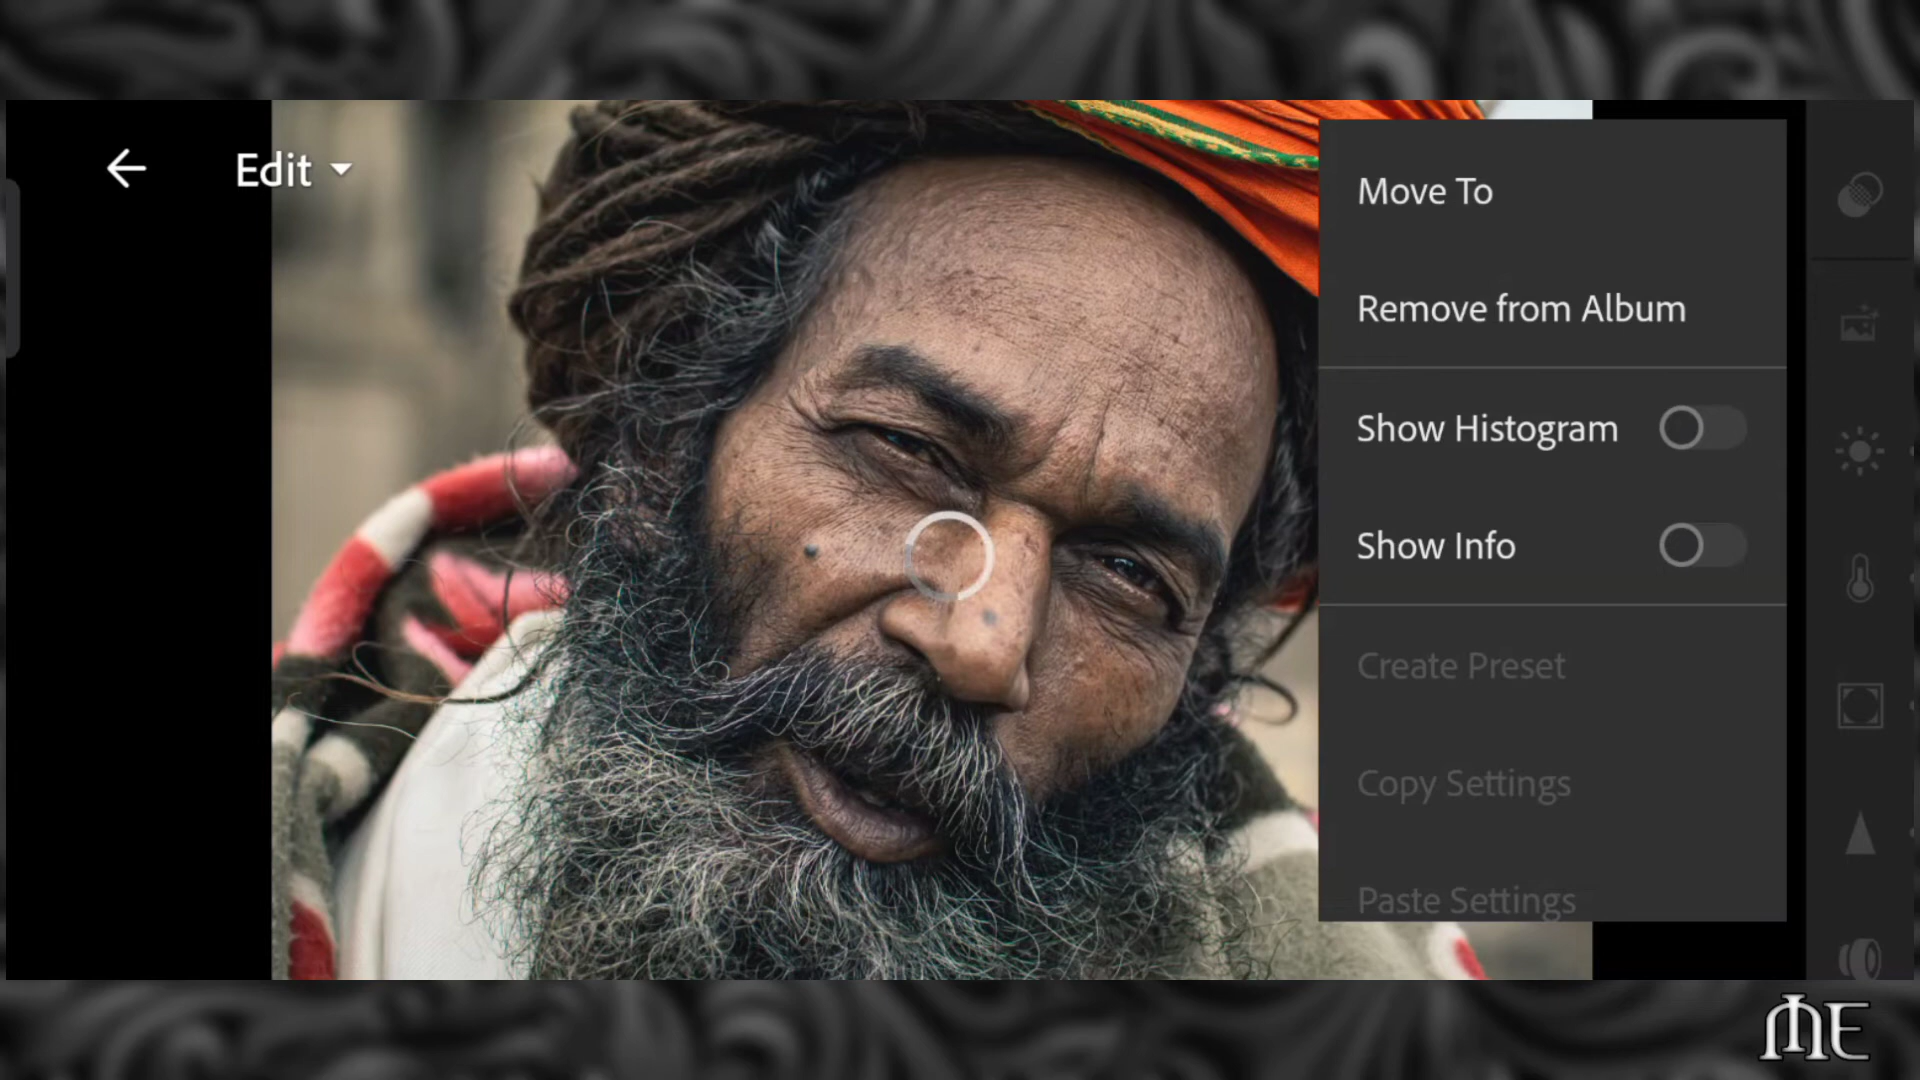 Edit
Move To
Remove from Album
Show Histogram
Show Info
Create Preset
Copy Settings
Paste Settings
ME